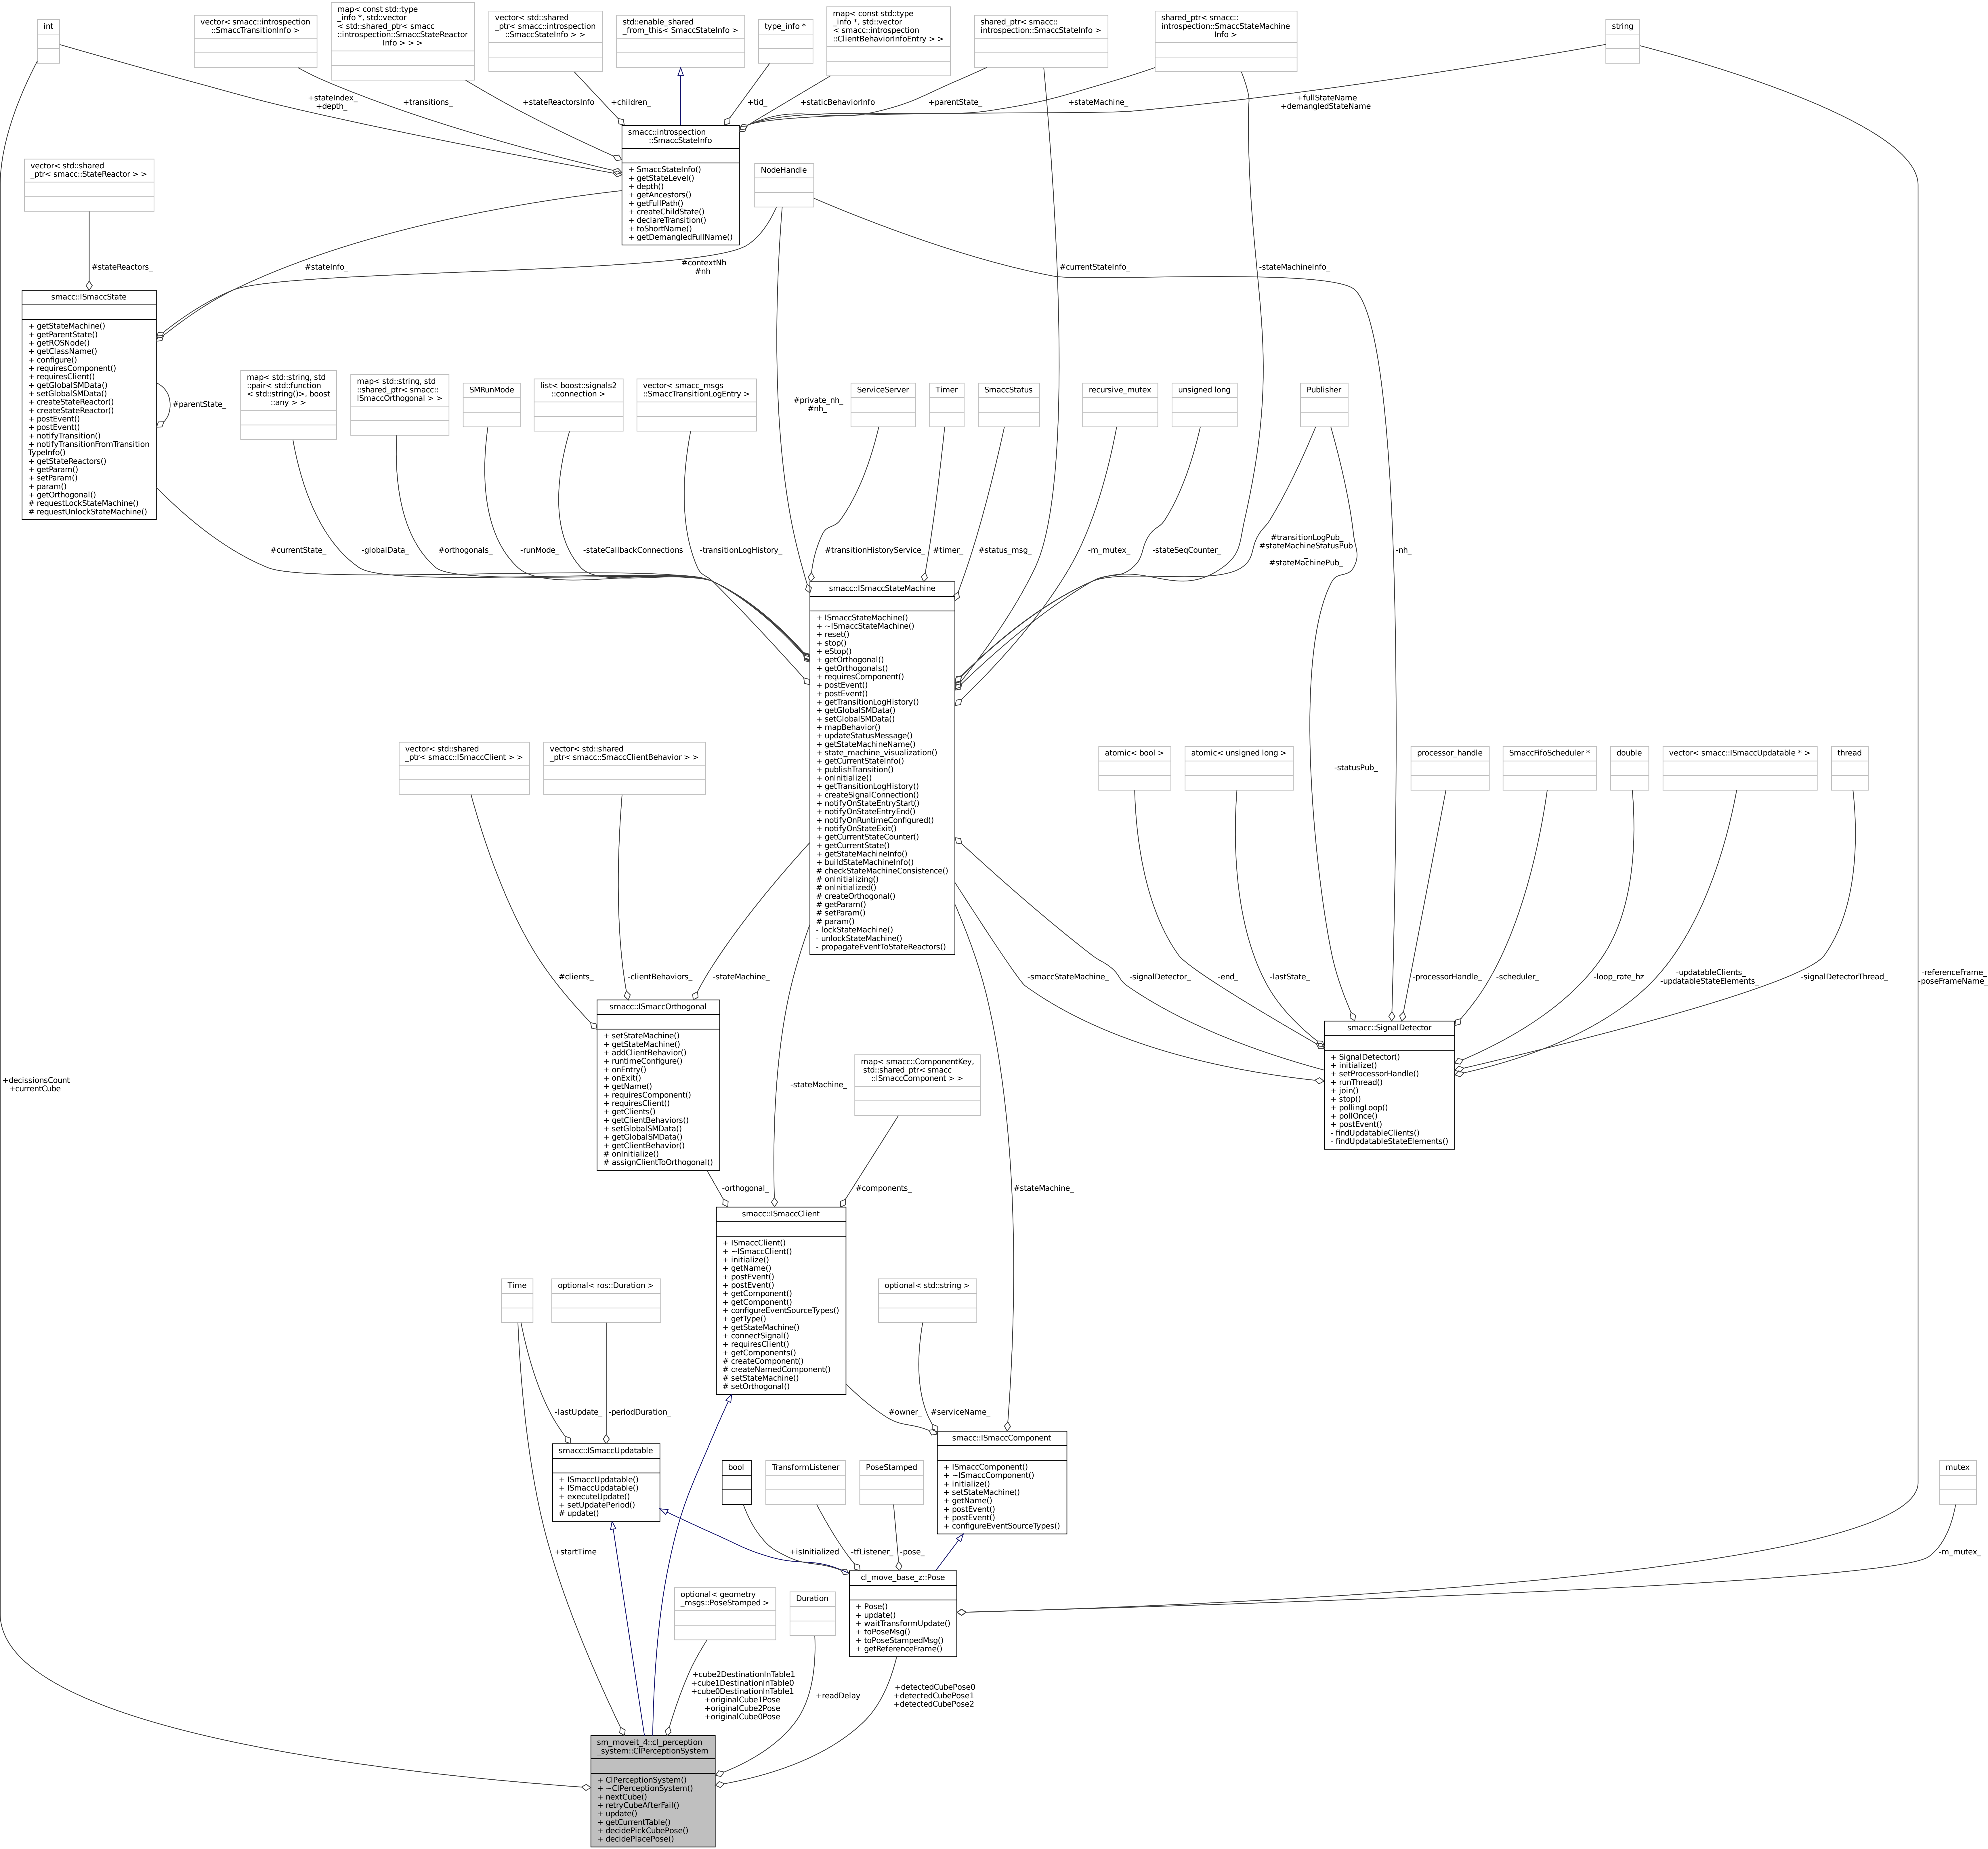 int
vector< smacc::introspection
::SmaccTransitionInfo >
map< const std::type
_info *, std::vector
< std::shared_ptr< smacc
::introspection::SmaccStateReactor
Info > > >
vector< std::shared
_ptr< smacc::introspection
::SmaccStateInfo > >
std::enable_shared
_from_this< SmaccStateInfo >
type_info *
map< const std::type
_info *, std::vector
< smacc::introspection
::ClientBehaviorInfoEntry > >
shared_ptr< smacc::
introspection::SmaccStateInfo >
shared_ptr< smacc::
introspection::SmaccStateMachine
Info >
string
+stateIndex_
+depth_
+transitions_
+stateReactorsInfo
+children_
+tid_
+staticBehaviorInfo
+parentState_
+stateMachine_
+fullStateName
+demangledStateName
smacc::introspection
::SmaccStateInfo
+ SmaccStateInfo()
+ getStateLevel()
+ depth()
+ getAncestors()
+ getFullPath()
+ createChildState()
+ declareTransition()
+ toShortName()
+ getDemangledFullName()
vector< std::shared
_ptr< smacc::StateReactor > >
NodeHandle
#stateReactors_
#stateInfo_
#contextNh
#nh
#currentStateInfo_
-stateMachineInfo_
smacc::ISmaccState
+ getStateMachine()
+ getParentState()
+ getROSNode()
+ getClassName()
+ configure()
+ requiresComponent()
+ requiresClient()
+ getGlobalSMData()
+ setGlobalSMData()
+ createStateReactor()
+ createStateReactor()
+ postEvent()
+ postEvent()
+ notifyTransition()
+ notifyTransitionFromTransition
TypeInfo()
+ getStateReactors()
+ getParam()
+ setParam()
+ param()
+ getOrthogonal()
# requestLockStateMachine()
# requestUnlockStateMachine()
#parentState_
map< std::string, std
::pair< std::function
< std::string()>, boost
::any > >
map< std::string, std
::shared_ptr< smacc::
ISmaccOrthogonal > >
SMRunMode
list< boost::signals2
::connection >
vector< smacc_msgs
::SmaccTransitionLogEntry >
#private_nh_
#nh_
ServiceServer
Timer
SmaccStatus
recursive_mutex
unsigned long
Publisher
#currentState_
-globalData_
#orthogonals_
-runMode_
-stateCallbackConnections
-transitionLogHistory_
#transitionHistoryService_
#timer_
#status_msg_
-m_mutex_
-stateSeqCounter_
#transitionLogPub_
#stateMachineStatusPub
_
#stateMachinePub_
-nh_
smacc::ISmaccStateMachine
+ ISmaccStateMachine()
+ ~ISmaccStateMachine()
+ reset()
+ stop()
+ eStop()
+ getOrthogonal()
+ getOrthogonals()
+ requiresComponent()
+ postEvent()
+ postEvent()
+ getTransitionLogHistory()
+ getGlobalSMData()
+ setGlobalSMData()
+ mapBehavior()
+ updateStatusMessage()
+ getStateMachineName()
+ state_machine_visualization()
+ getCurrentStateInfo()
+ publishTransition()
+ onInitialize()
+ getTransitionLogHistory()
+ createSignalConnection()
+ notifyOnStateEntryStart()
+ notifyOnStateEntryEnd()
+ notifyOnRuntimeConfigured()
+ notifyOnStateExit()
+ getCurrentStateCounter()
+ getCurrentState()
+ getStateMachineInfo()
+ buildStateMachineInfo()
# checkStateMachineConsistence()
# onInitializing()
# onInitialized()
# createOrthogonal()
# getParam()
# setParam()
# param()
- lockStateMachine()
- unlockStateMachine()
- propagateEventToStateReactors()
vector< std::shared
_ptr< smacc::ISmaccClient > >
vector< std::shared
_ptr< smacc::SmaccClientBehavior > >
atomic< bool >
atomic< unsigned long >
-statusPub_
processor_handle
SmaccFifoScheduler *
double
vector< smacc::ISmaccUpdatable * >
thread
#clients_
-clientBehaviors_
-stateMachine_
-smaccStateMachine_
-signalDetector_
-end_
-lastState_
-processorHandle_
-scheduler_
-loop_rate_hz
-updatableClients_
-updatableStateElements_
-signalDetectorThread_
-referenceFrame_
-poseFrameName_
smacc::ISmaccOrthogonal
+ setStateMachine()
+ getStateMachine()
+ addClientBehavior()
+ runtimeConfigure()
+ onEntry()
+ onExit()
+ getName()
+ requiresComponent()
+ requiresClient()
+ getClients()
+ getClientBehaviors()
+ setGlobalSMData()
+ getGlobalSMData()
+ getClientBehavior()
# onInitialize()
# assignClientToOrthogonal()
smacc::SignalDetector
+ SignalDetector()
+ initialize()
+ setProcessorHandle()
+ runThread()
+ join()
+ stop()
+ pollingLoop()
+ pollOnce()
+ postEvent()
- findUpdatableClients()
- findUpdatableStateElements()
+decissionsCount
+currentCube
-stateMachine_
map< smacc::ComponentKey,
std::shared_ptr< smacc
::ISmaccComponent > >
-orthogonal_
#components_
#stateMachine_
smacc::ISmaccClient
+ ISmaccClient()
+ ~ISmaccClient()
+ initialize()
+ getName()
+ postEvent()
+ postEvent()
+ getComponent()
+ getComponent()
+ configureEventSourceTypes()
+ getType()
+ getStateMachine()
+ connectSignal()
+ requiresClient()
+ getComponents()
# createComponent()
# createNamedComponent()
# setStateMachine()
# setOrthogonal()
Time
optional< ros::Duration >
optional< std::string >
-lastUpdate_
-periodDuration_
#owner_
#serviceName_
smacc::ISmaccUpdatable
+ ISmaccUpdatable()
+ ISmaccUpdatable()
+ executeUpdate()
+ setUpdatePeriod()
# update()
smacc::ISmaccComponent
+ ISmaccComponent()
+ ~ISmaccComponent()
+ initialize()
+ setStateMachine()
+ getName()
+ postEvent()
+ postEvent()
+ configureEventSourceTypes()
bool
TransformListener
PoseStamped
mutex
+startTime
+isInitialized
-tfListener_
-pose_
-m_mutex_
cl_move_base_z::Pose
+ Pose()
+ update()
+ waitTransformUpdate()
+ toPoseMsg()
+ toPoseStampedMsg()
+ getReferenceFrame()
optional< geometry
_msgs::PoseStamped >
Duration
+cube2DestinationInTable1
+cube1DestinationInTable0
+cube0DestinationInTable1
+originalCube1Pose
+originalCube2Pose
+originalCube0Pose
+readDelay
+detectedCubePose0
+detectedCubePose1
+detectedCubePose2
sm_moveit_4::cl_perception
_system::ClPerceptionSystem
+ ClPerceptionSystem()
+ ~ClPerceptionSystem()
+ nextCube()
+ retryCubeAfterFail()
+ update()
+ getCurrentTable()
+ decidePickCubePose()
+ decidePlacePose()